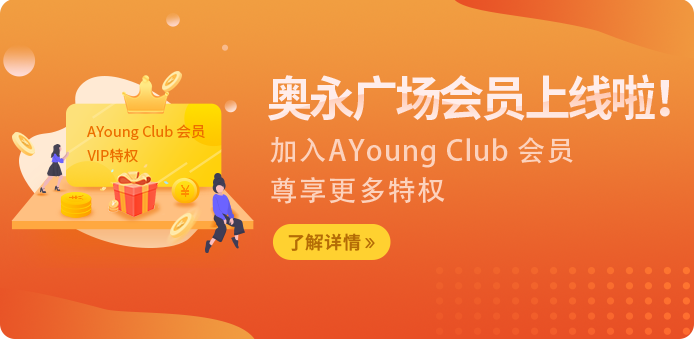 AYoung Club 会员
VIP特权
¥
奥永广场会员上线啦!
加入AYoung Club 会员
尊享更多特权
了解详情 »